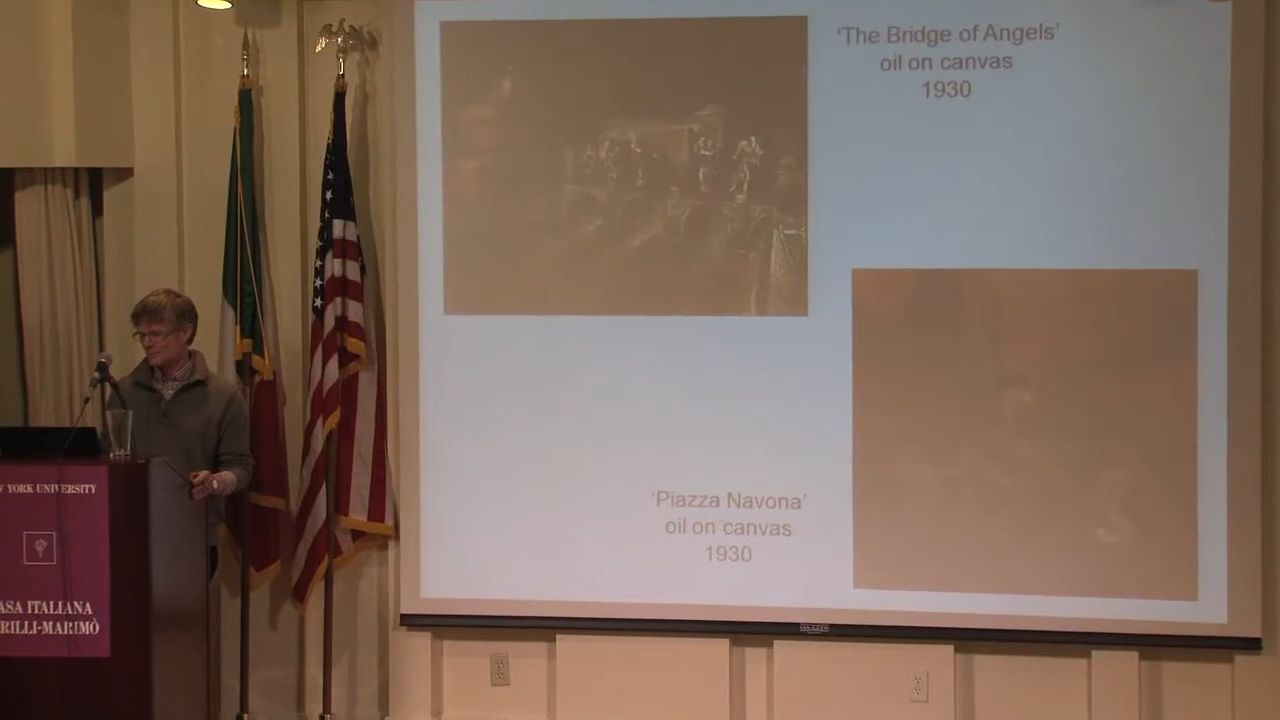 'The Bridge of Angels'
oil on canvas
1930
'Piazza Navona'
oil on canvas
1930
W YORK UNIVERSITY
ASA ITALIANA
RILLI-MARIMÒ